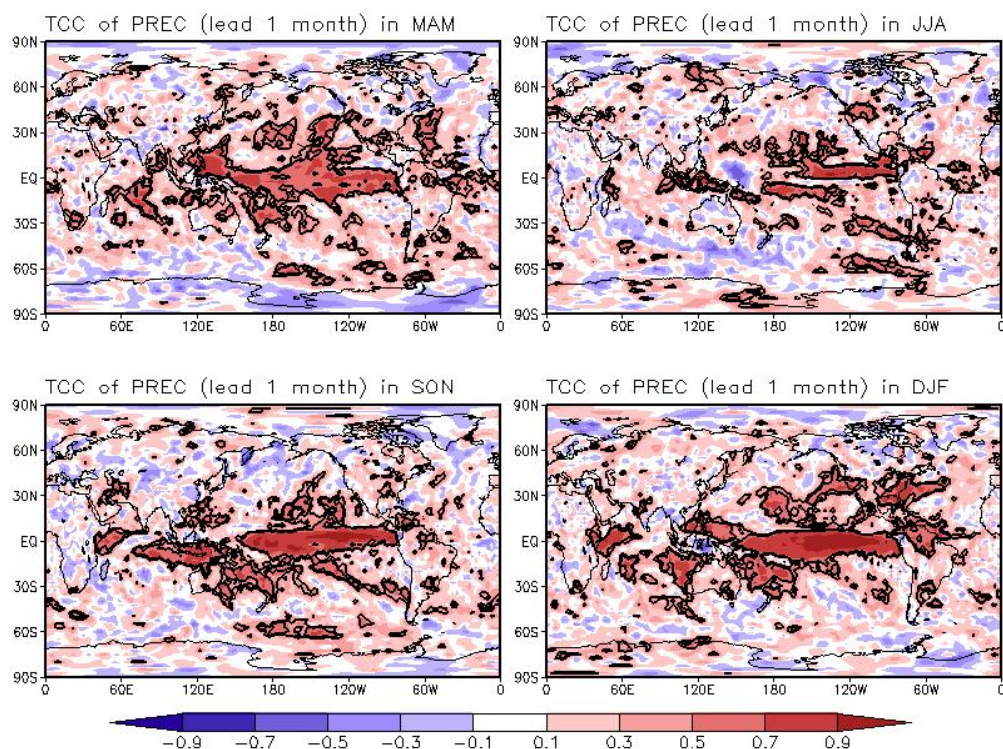 TCC of PREC (lead 1 month) in MAM
90N
60N
30N
EQ
30S
60S
90S
0 60E 120E 180 120W 60W 0
TCC of PREC (lead 1 month) in JJA
90N
60N
30N
EQ
30S
60S
90S
0 60E 120E 180 120W 60W 0
TCC of PREC (lead 1 month) in SON
90N
60N
30N
EQ
30S
60S
90S
0 60E 120E 180 120W 60W 0
TCC of PREC (lead 1 month) in DJF
90N
60N
30N
EQ
30S
60S
90S
0 60E 120E 180 120W 60W 0
-0.9 -0.7 -0.5 -0.3 -0.1 0.1 0.3 0.5 0.7 0.9